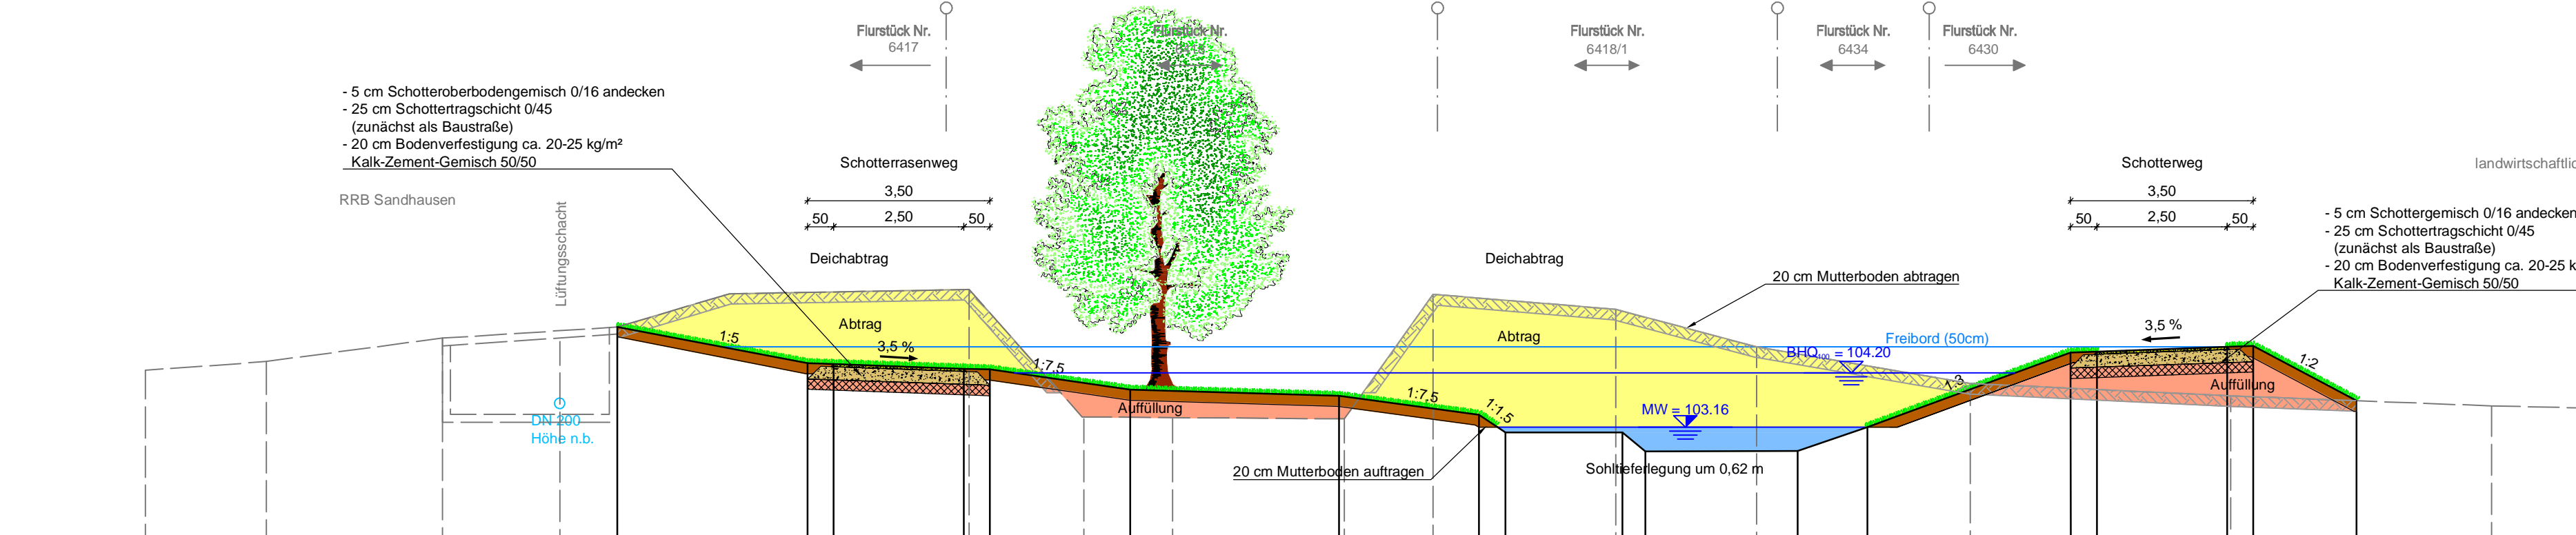 Flurstück Nr.
6417
Flurstück Nr.
Flurstück Nr.
6418/1
Flurstück Nr.
6434
Flurstück Nr.
6430
- 5 cm Schotteroberbodengemisch 0/16 andecken
- 25 cm Schottertragschicht 0/45
(zunächst als Baustraße)
- 20 cm Bodenverfestigung ca. 20-25 kg/m²
Kalk-Zement-Gemisch 50/50
RRB Sandhausen
Lüftungsschacht
DN 200
Höhe n.b.
Schotterrasenweg
3,50
50
2,50
50
Deichabtrag
Abtrag
1:5
3,5 %
1:7,5
Auffüllung
Deichabtrag
20 cm Mutterboden abtragen
Abtrag
1:7,5
1:1,5
20 cm Mutterboden auftragen
MW = 103.16
Sohltieferlegung um 0,62 m
BHQ100 = 104.20
Freibord (50cm)
1:3
Schotterweg
3,50
50
2,50
50
3,5 %
1:2
Auffüllung
- 5 cm Schottergemisch 0/16 andecken
- 25 cm Schottertragschicht 0/45
(zunächst als Baustraße)
- 20 cm Bodenverfestigung ca. 20-25 k
Kalk-Zement-Gemisch 50/50
landwirtschaftlic